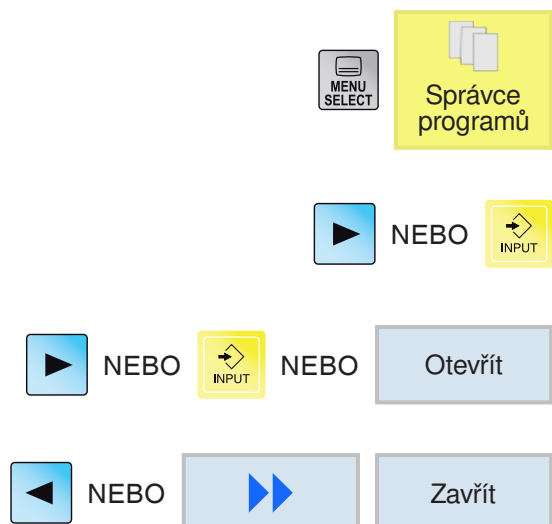 MENU
SELECT
Správce
programů
NEBO
INPUT
NEBO
INPUT
NEBO
Otevřít
NEBO
Zavřít